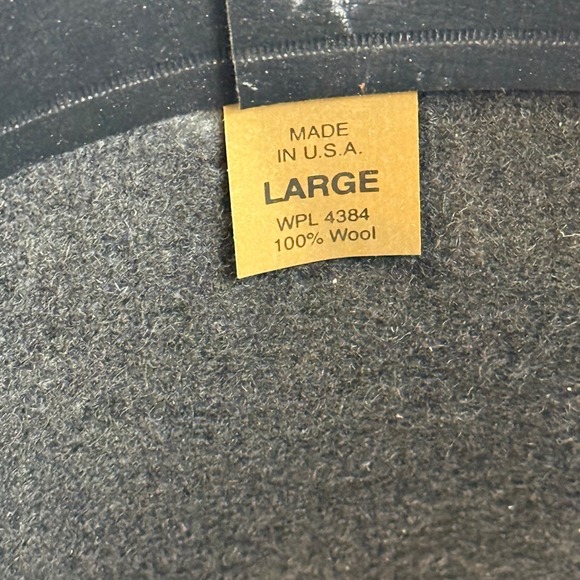 MADE
IN U.S.A.
LARGE
WPL 4384
100% Wool